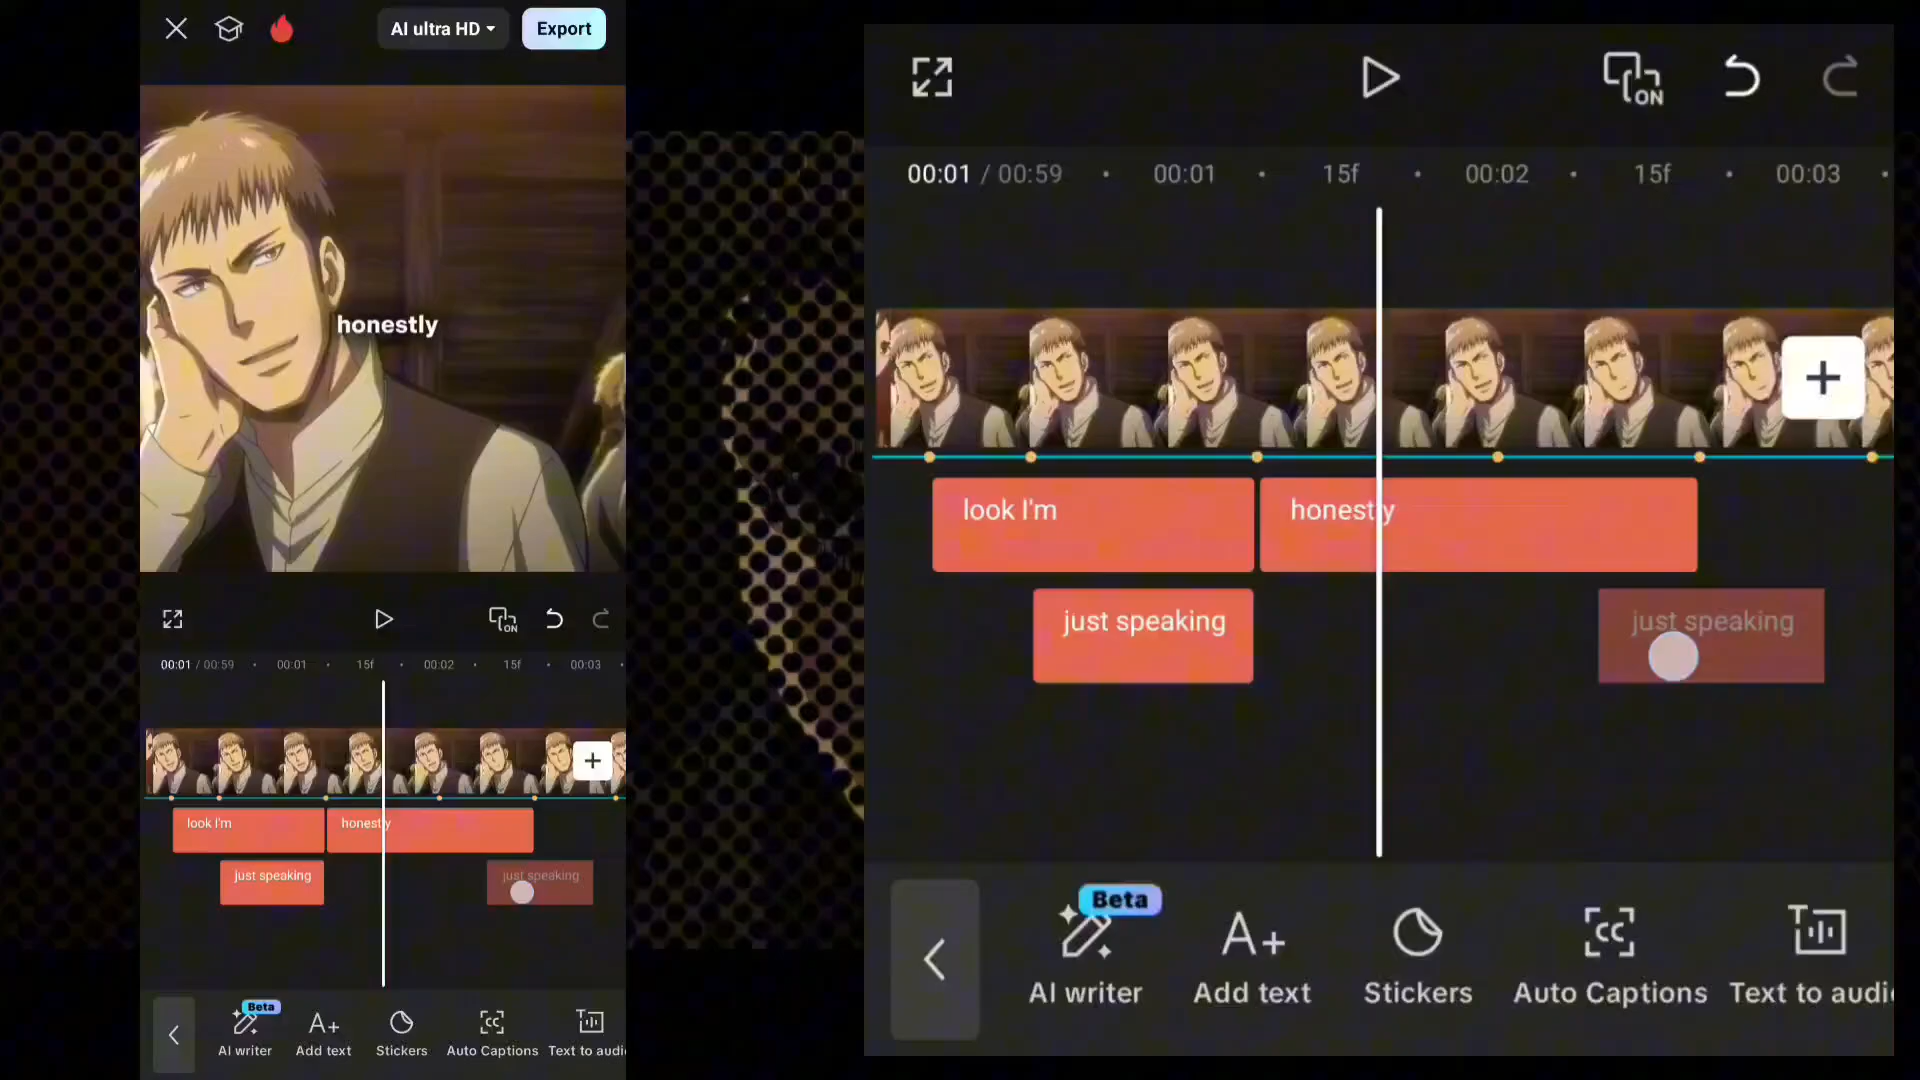 AI ultra HD
Export
honestly
ON
00:01 / 00:59
00:01
15f
00:02
15f
00:03
look I'm
honestly
just speaking
just speaking
Beta
AI writer
Add text
Stickers
Auto Captions
Text to audi
ON
00:01 / 00:59
00:01
15f
00:02
15f
00:03
look I'm
honestly
just speaking
just speaking
Beta
AI writer
Add text
Stickers
Auto Captions
Text to audi